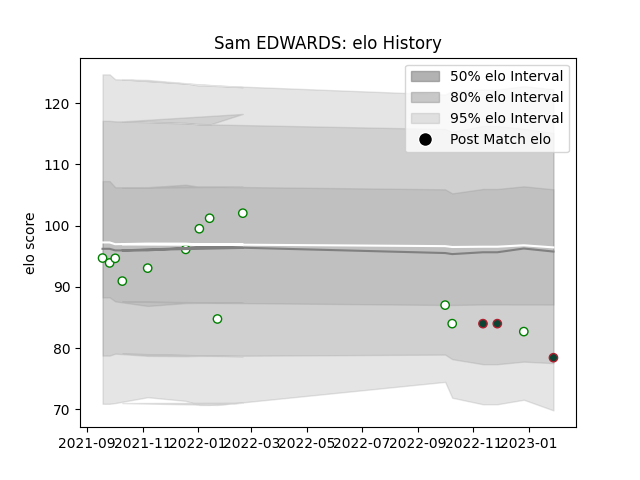 Sam EDWARDS: elo History
50% elo Interval
80% elo Interval
95% elo Interval
Post Match elo
elo score
120
110
100
90
80
70
2021-09 2021-11 2022-01 2022-03 2022-05 2022-07 2022-09 2022-11 2023-01